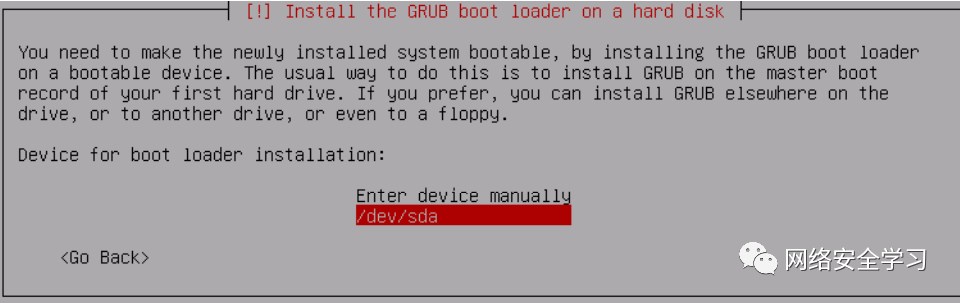 [!] Install the GRUB boot loader on a hard disk
You need to make the newly installed system bootable, by installing the GRUB boot loader
on a bootable device. The usual way to do this is to install GRUB on the master boot
record of your first hard drive. If you prefer, you can install GRUB elsewhere on the
drive, or to another drive, or even to a floppy.
Device for boot loader installation:
Enter device manually
/dev/sda
<Go Back>
网络安全学习